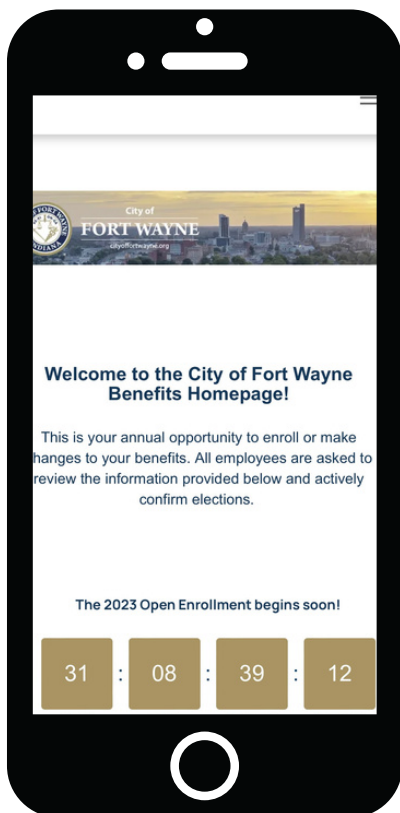 City of
FORT WAYNE
cityoffortwayne.org
FORT
INDIANA
Welcome to the City of Fort Wayne
Benefits Homepage!
This is your annual opportunity to enroll or make
hanges to your benefits. All employees are asked to
review the information provided below and actively
confirm elections.
The 2023 Open Enrollment begins soon!
31 : 08 : 39 : 12